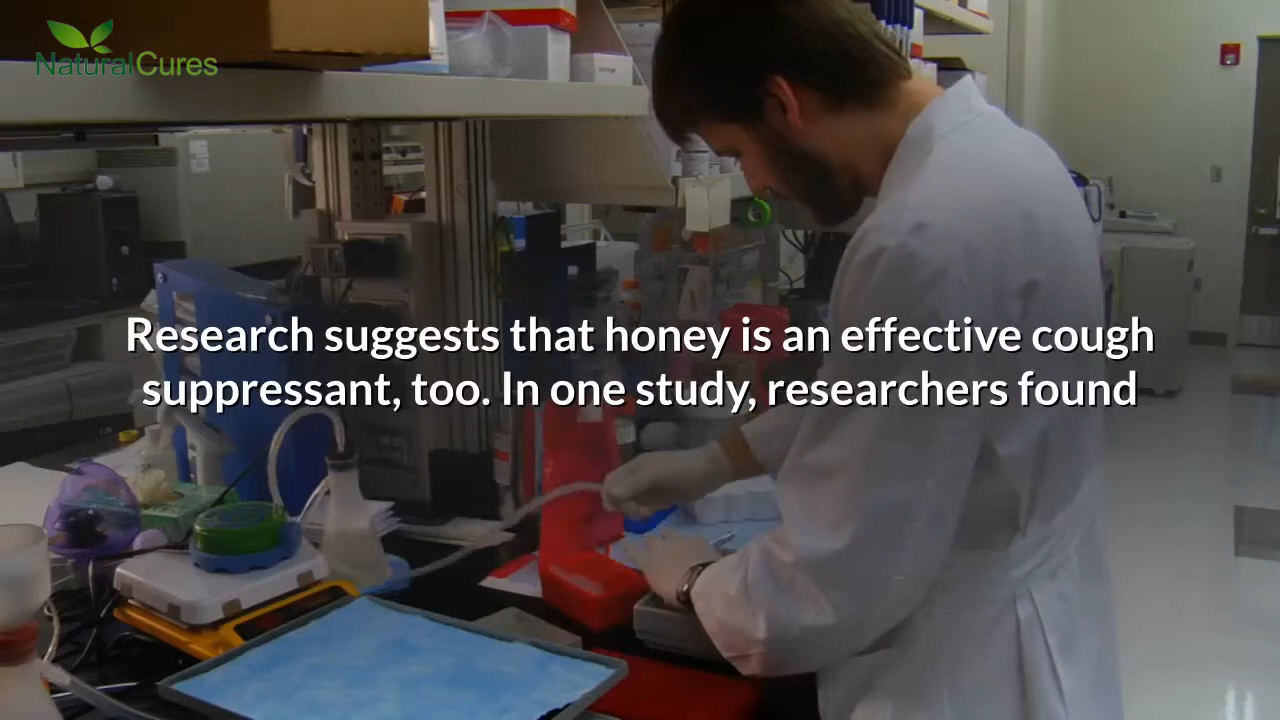 NaturalCures
Research suggests that honey is an effective cough
suppressant, too. In one study, researchers found